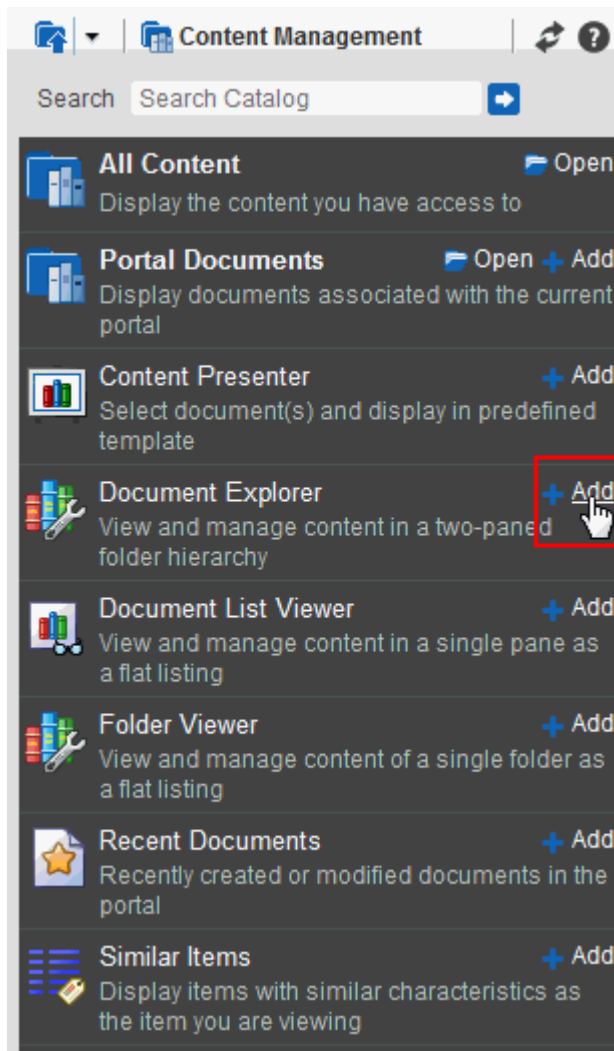 Content Management
Search Search Catalog
All Content Open
Display the content you have access to
Portal Documents Open Add
Display documents associated with the current
portal
Content Presenter Add
Select document(s) and display in predefined
template
Document Explorer Add
View and manage content in a two-paned
folder hierarchy
Document List Viewer Add
View and manage content in a single pane as
a flat listing
Folder Viewer Add
View and manage content of a single folder as
a flat listing
Recent Documents Add
Recently created or modified documents in the
portal
Similar Items Add
Display items with similar characteristics as
the item you are viewing